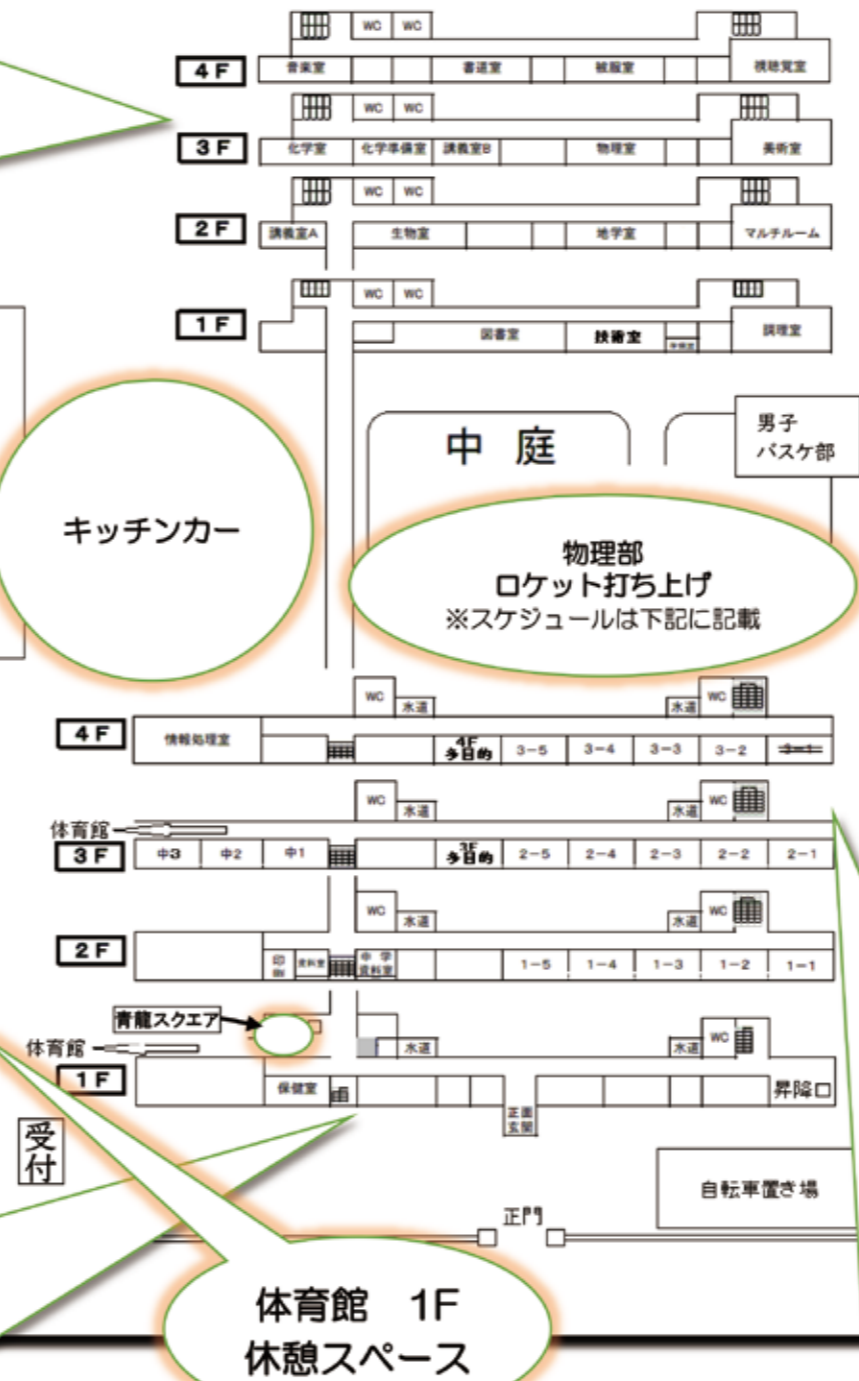 WC WC
4F 音楽室 書道室 被服室 視聴覚室
WC WC
3F 化学室 化学準備室 講義室B 物理室 美術室
WC WC
2F 講義室A 生物室 地学室 マルチルーム
WC WC
1F 図書室 技術室 調理室
中庭
男子
バスケ部
キッチンカー
物理部
ロケット打ち上げ
※スケジュールは下記に記載
WC 水道 水道 WC
4F 情報処理室 4F
多目的 3-5 3-4 3-3 3-2 3-1
WC 水道 水道 WC
体育館
3F 中3 中2 中1 3F
多目的 2-5 2-4 2-3 2-2 2-1
WC 水道 水道 WC
2F 印刷 資料室 中学
資料室 1-5 1-4 1-3 1-2 1-1
青龍スクエア
体育館 水道 水道 WC
1F 保健室 昇降口
正面
玄関
受付
自転車置き場
正門
体育館 1F
休憩スペース